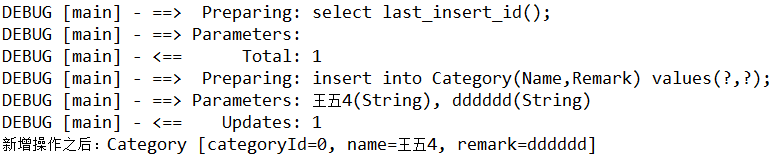 DEBUG [main] - ==>  Preparing: select last_insert_id();
DEBUG [main] - ==> Parameters:
DEBUG [main] - <==      Total: 1
DEBUG [main] - ==>  Preparing: insert into Category(Name,Remark) values(?,?);
DEBUG [main] - ==> Parameters: 王五4(String), dddddd(String)
DEBUG [main] - <==    Updates: 1
新增操作之后：Category [categoryId=0, name=王五4, remark=dddddd]